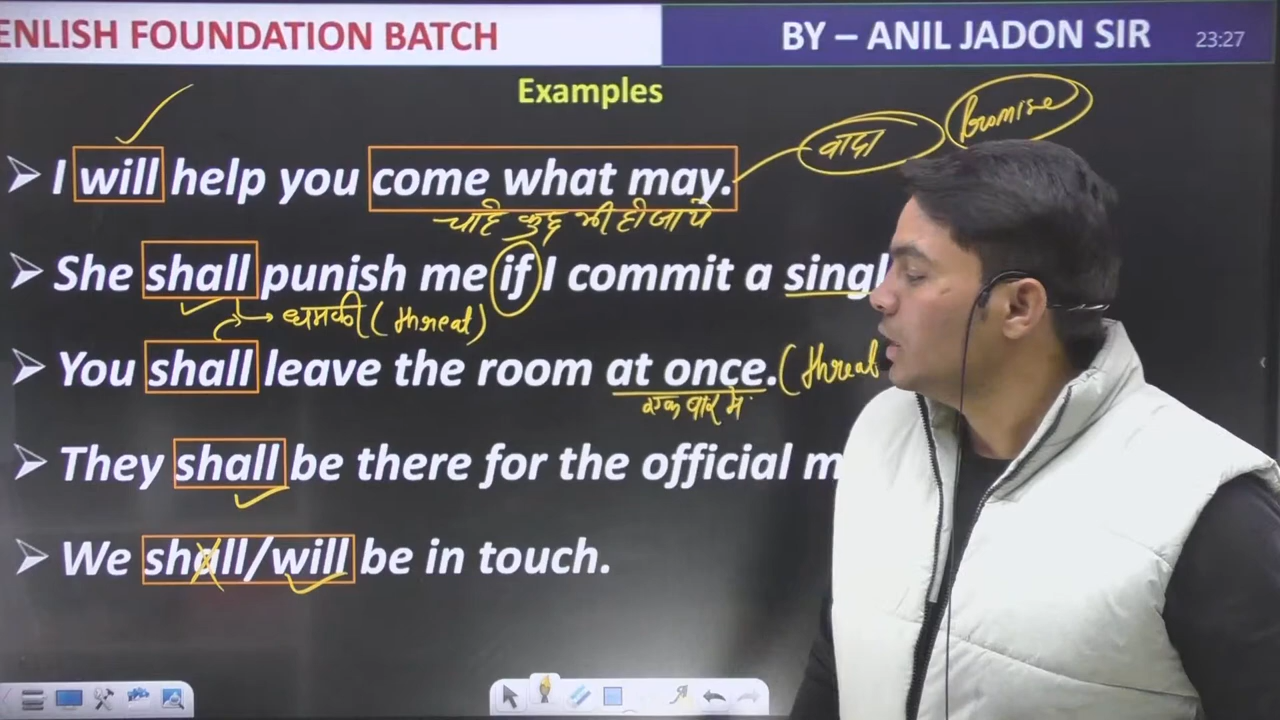 ENLISH FOUNDATION BATCH
BY – ANIL JADON SIR 23:27
Examples
I will help you come what may. वादा Promise
चाहे कुछ भी हो जाये
She shall punish me if I commit a
धमकी (threat)
You shall leave the room at once. (threat
एक बार में
They shall be there for the official
We shall/will be in touch.